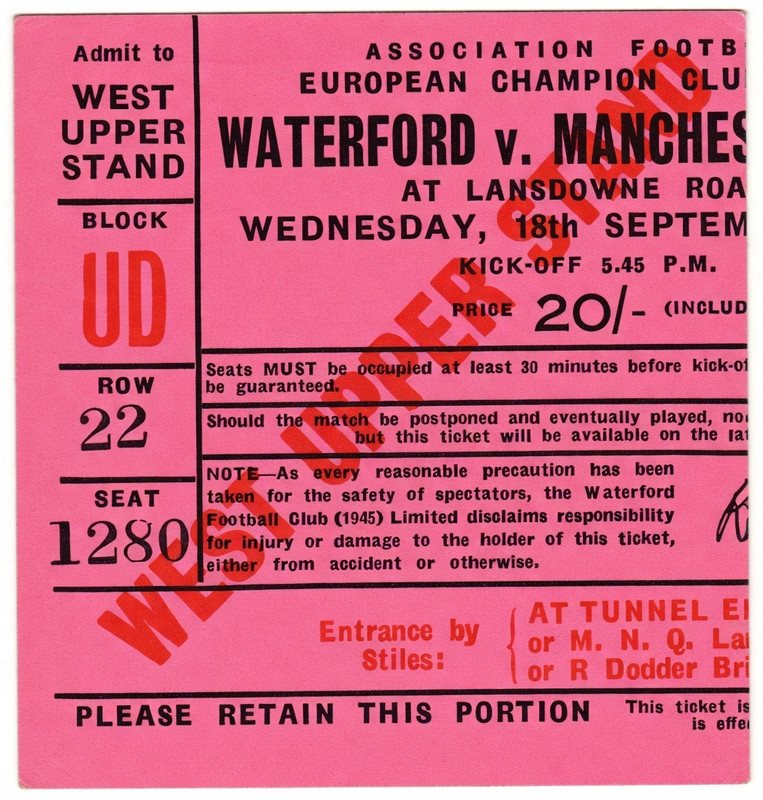 Admit to
WEST
UPPER
STAND
BLOCK
UD
ROW
22
SEAT
1280
ASSOCIATION FOOTB
EUROPEAN CHAMPION CLU
WATERFORD v. MANCHES
AT LANSDOWNE ROA
WEDNESDAY, 18th SEPTEM
KICK-OFF 5.45 P.M.
PRICE 20/- (INCLUD
Seats MUST be occupied at least 30 minutes before kick-of
be guaranteed.
Should the match be postponed and eventually played, no
but this ticket will be available on the lat
NOTE—As every reasonable precaution has been
taken for the safety of spectators, the Waterford
Football Club (1945) Limited disclaims responsibility
for injury or damage to the holder of this ticket,
either from accident or otherwise.
WEST UPPER STAND
Entrance by
Stiles:
AT TUNNEL E
or M. N. Q. La
or R Dodder Bri
PLEASE RETAIN THIS PORTION
This ticket is
is effe